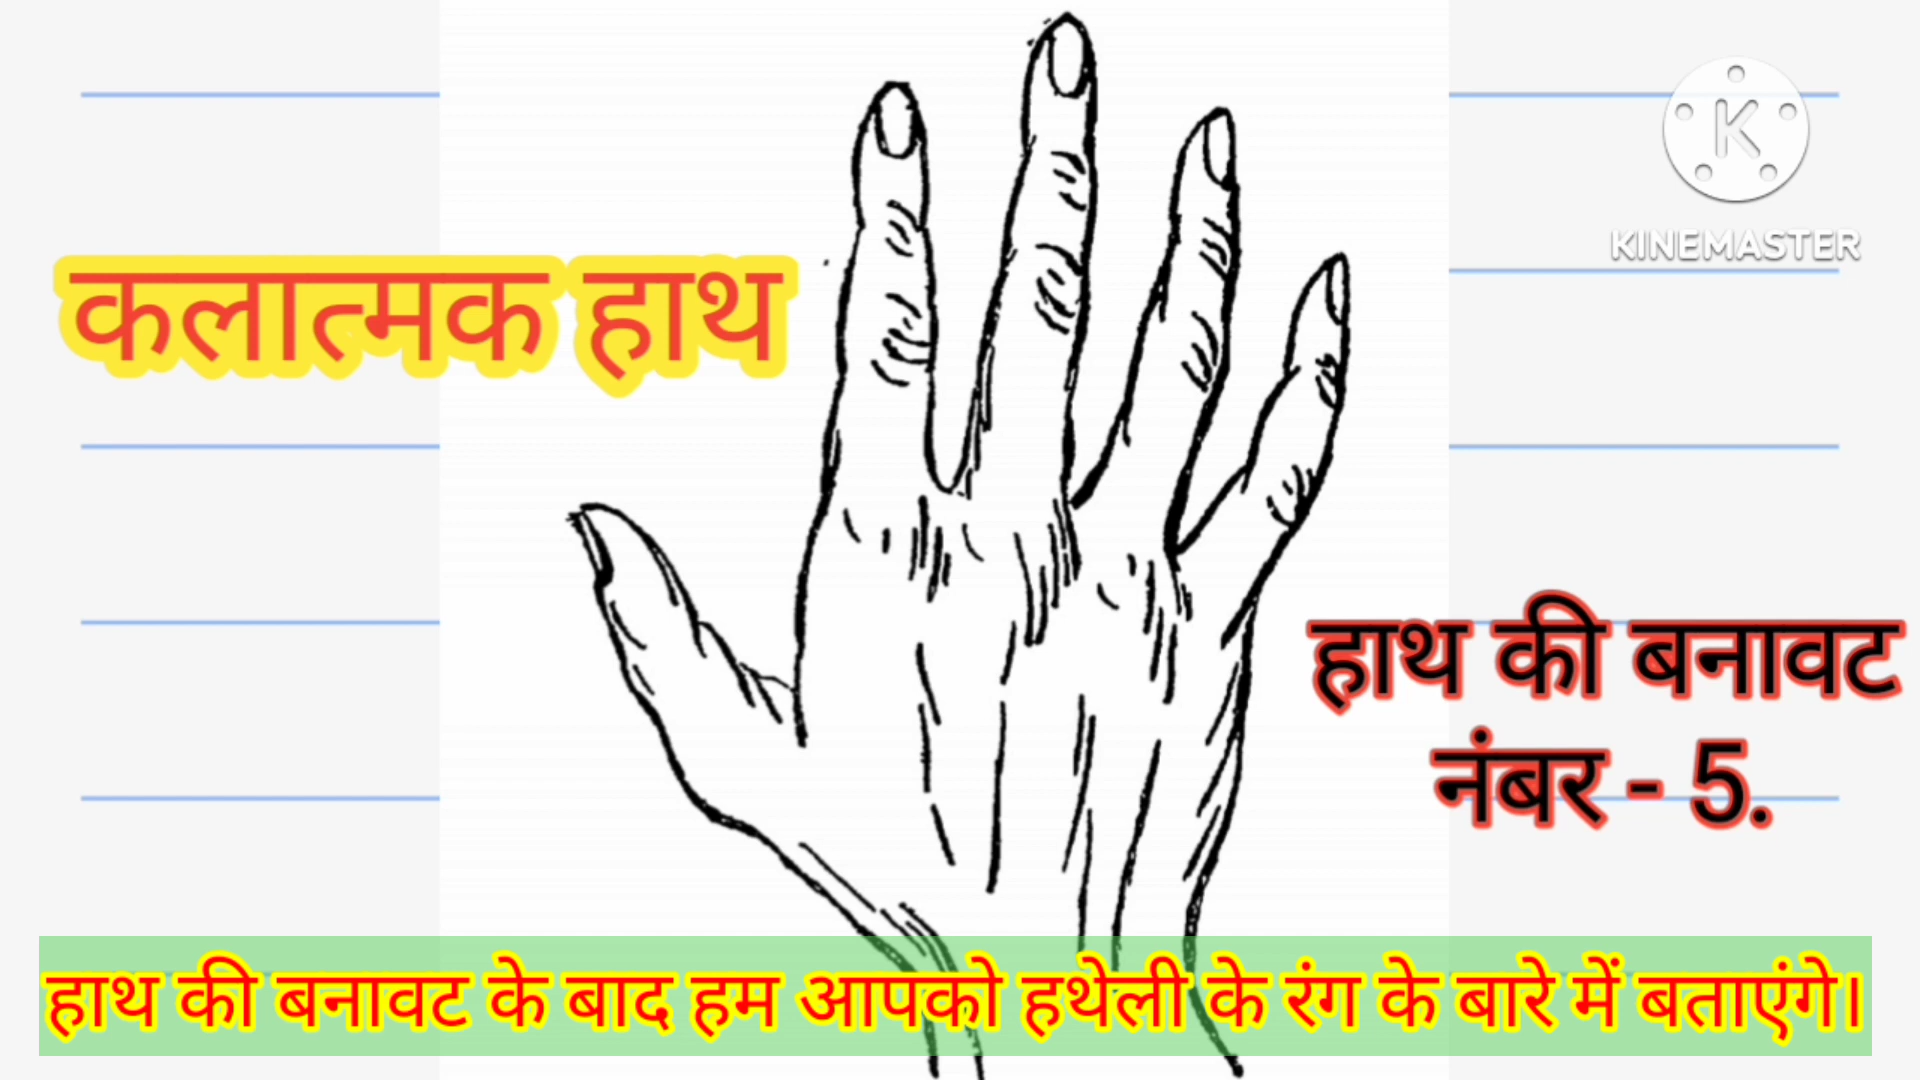 कलात्मक हाथ
KINEMASTER
हाथ की बनावट
नंबर - 5.
हाथ की बनावट के बाद हम आपको हथेली के रंग के बारे में बताएंगे।